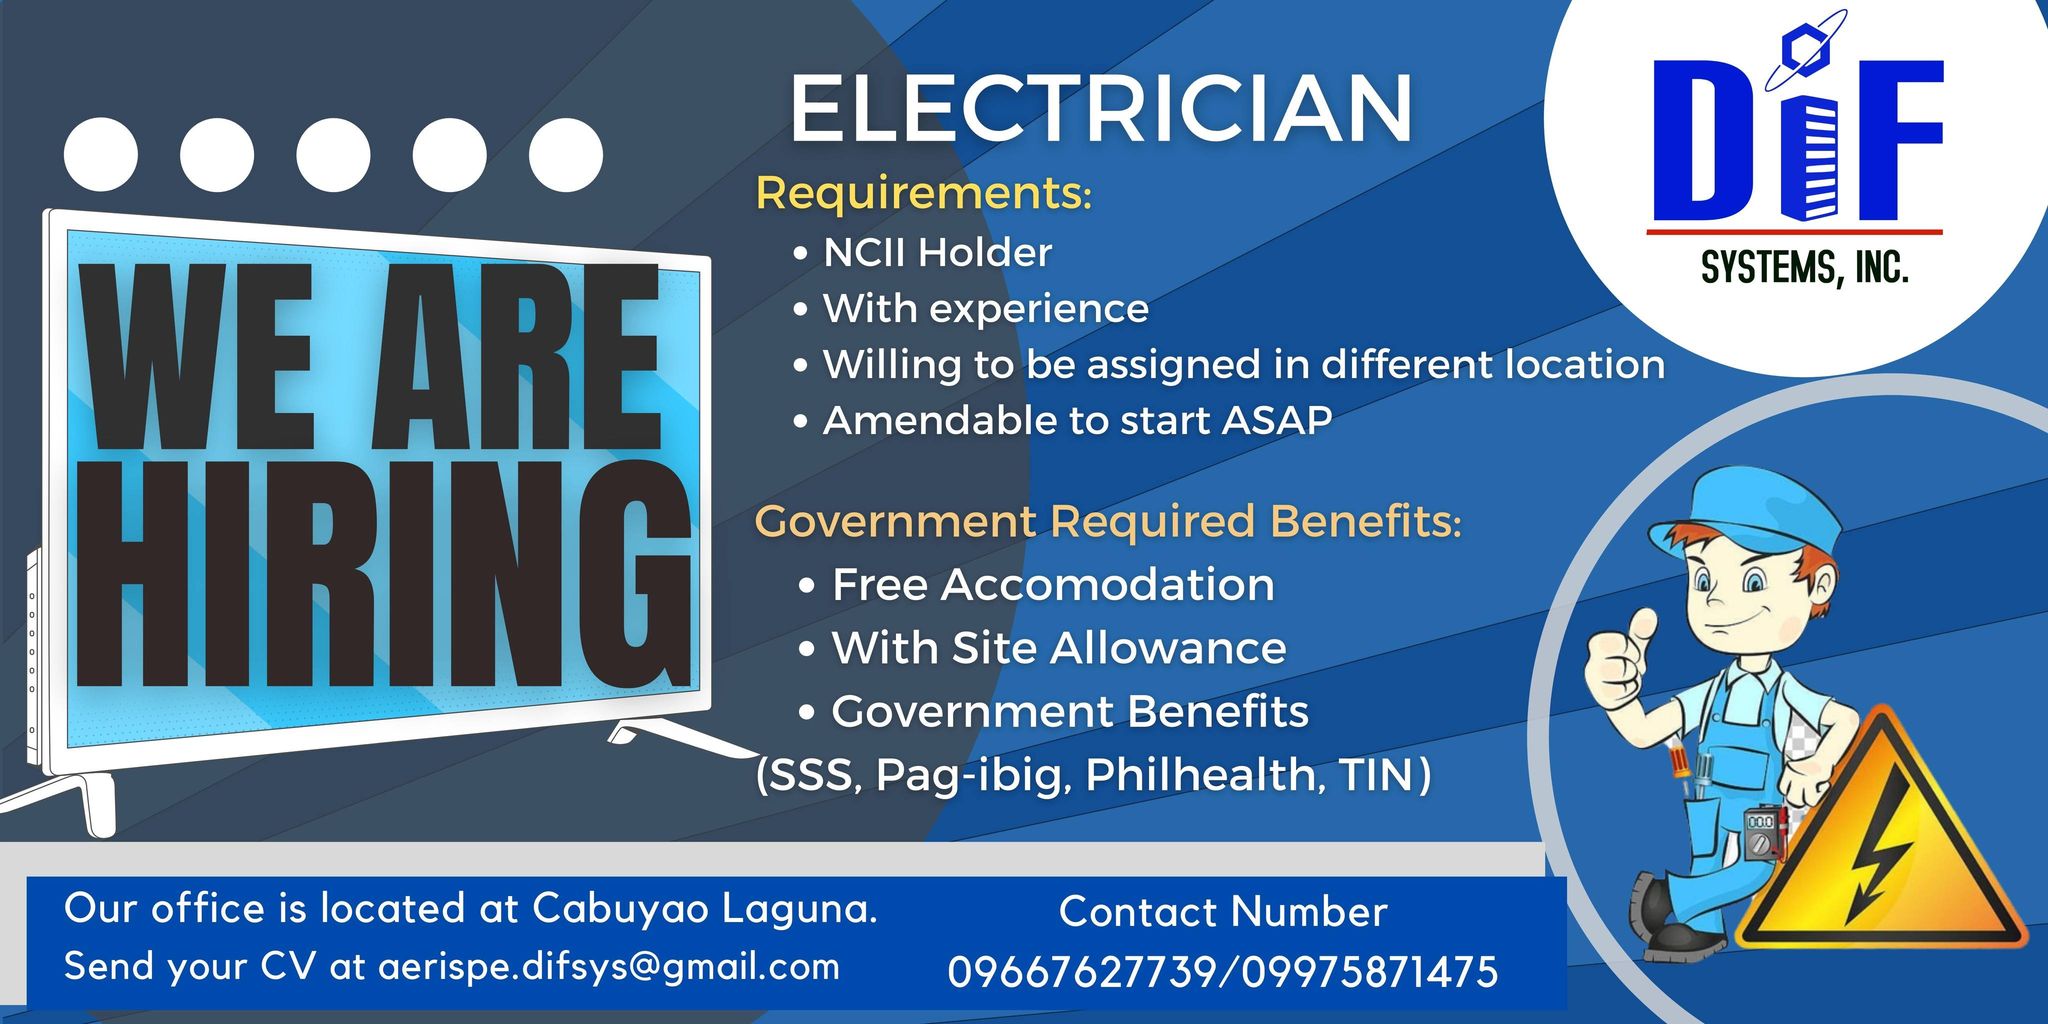 WE ARE
HIRING
ELECTRICIAN
Requirements:
• NCII Holder
• With experience
• Willing to be assigned in different location
• Amendable to start ASAP
Government Required Benefits:
• Free Accomodation
• With Site Allowance
• Government Benefits
(SSS, Pag-ibig, Philhealth, TIN)
DiF
SYSTEMS, INC.
00.0
Our office is located at Cabuyao Laguna.
Send your CV at aerispe.difsys@gmail.com
Contact Number
09667627739/09975871475